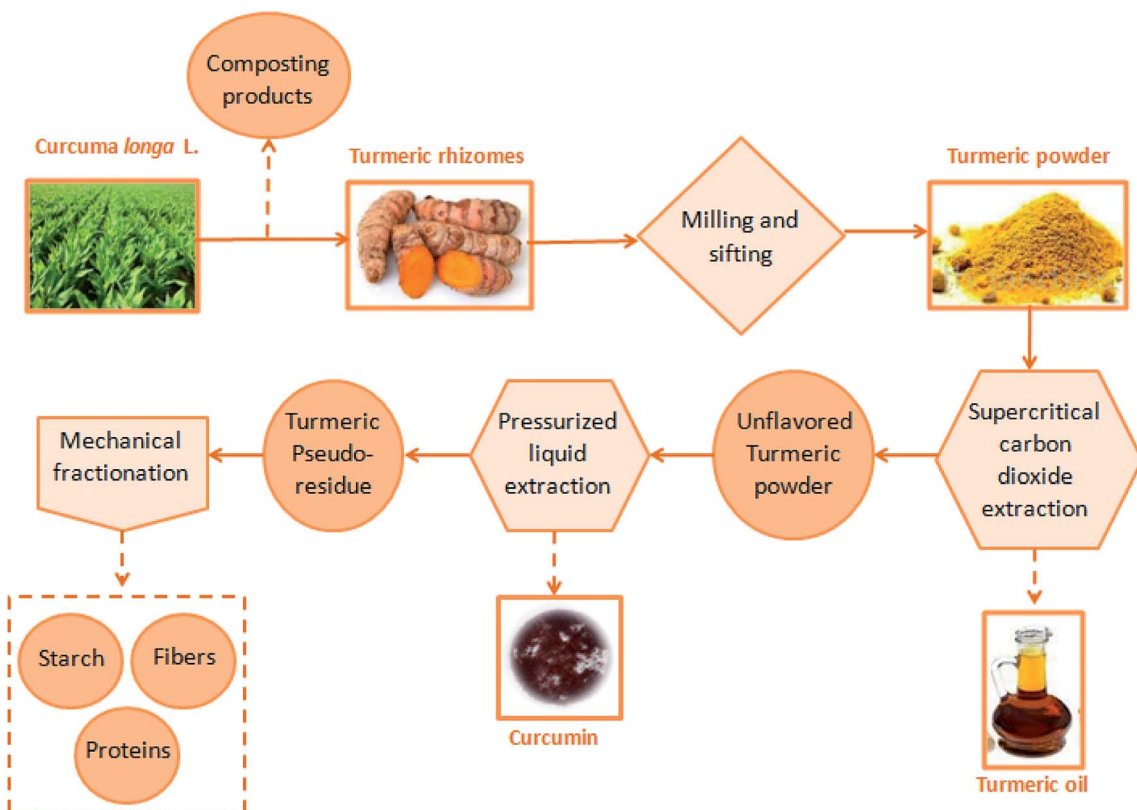 Composting
products
Curcuma longa L.
Turmeric rhizomes
Turmeric powder
Milling and
sifting
Mechanical
fractionation
Turmeric
Pseudo-
residue
Pressurized
liquid
extraction
Unflavored
Turmeric
powder
Supercritical
carbon
dioxide
extraction
Starch
Fibers
Proteins
Curcumin
Turmeric oil